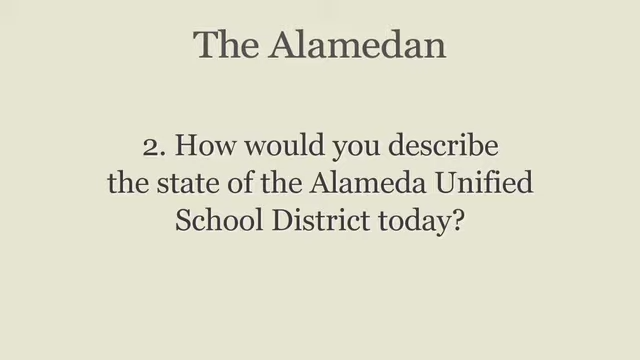 The Alamedan
2. How would you describe
the state of the Alameda Unified
School District today?